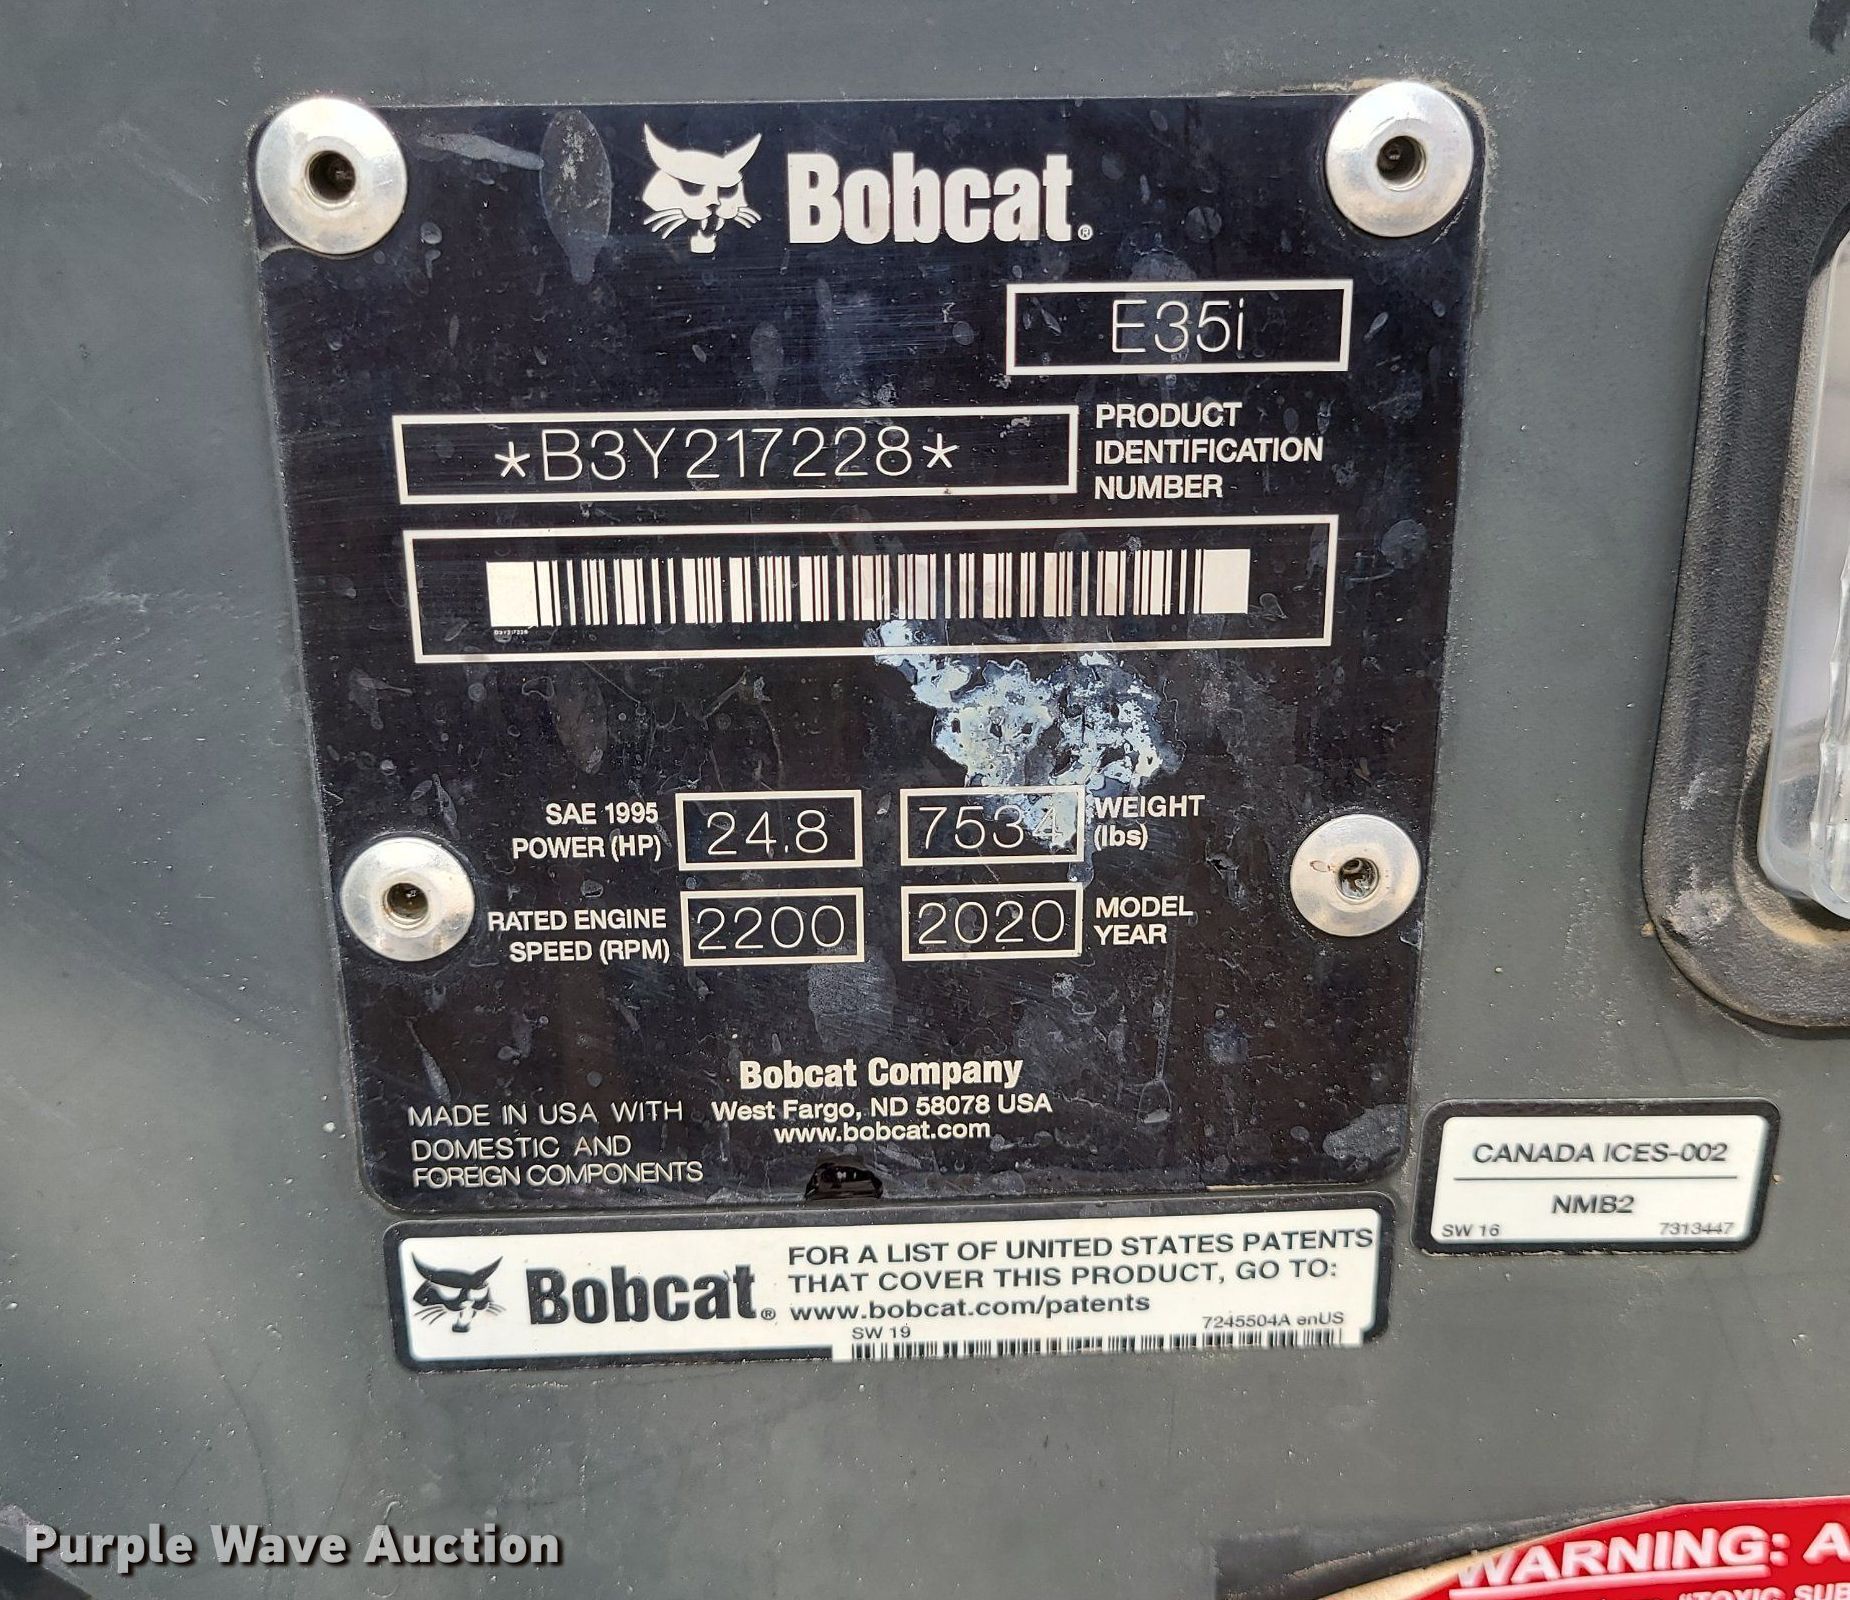 Bobcat®
E35i
*B3Y217228*
PRODUCT
IDENTIFICATION
NUMBER
SAE 1995
POWER (HP)
24.8
7534
WEIGHT
(lbs)
RATED ENGINE
SPEED (RPM)
2200
2020
MODEL
YEAR
Bobcat Company
West Fargo, ND 58078 USA
www.bobcat.com
MADE IN USA WITH
DOMESTIC AND
FOREIGN COMPONENTS
CANADA ICES-002
NMB2
SW 16 7313447
Bobcat®
FOR A LIST OF UNITED STATES PATENTS
THAT COVER THIS PRODUCT, GO TO:
www.bobcat.com/patents
SW 19 7245504A enUS
WARNING: A
"TOXIC SUB
Purple Wave Auction